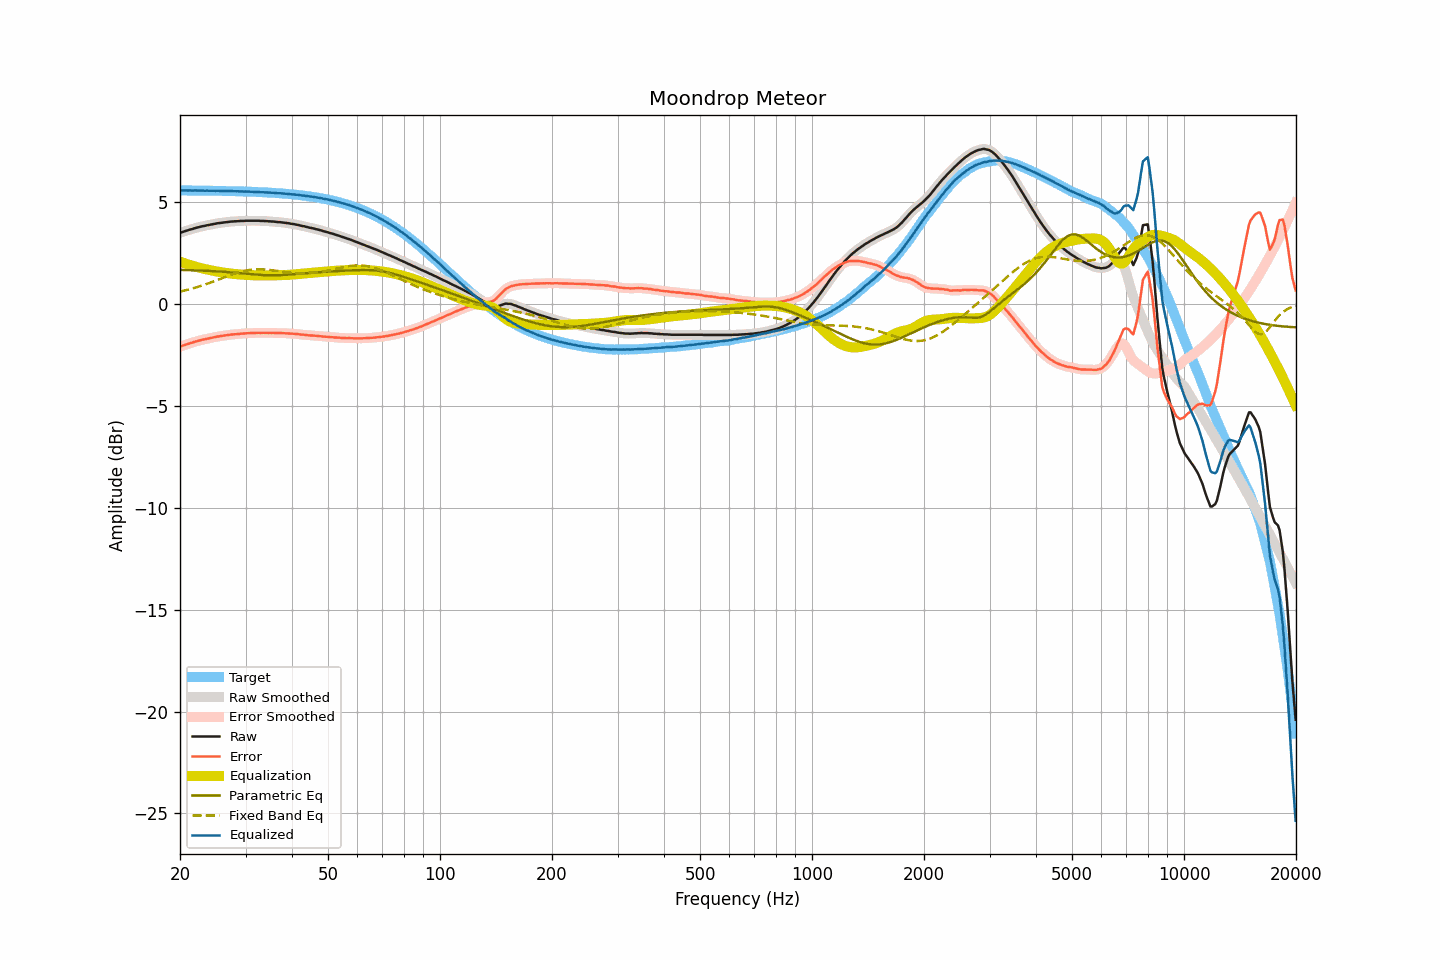 Moondrop Meteor
Amplitude (dBr)
5
0
−5
−10
−15
−20
−25
Target
Raw Smoothed
Error Smoothed
Raw
Error
Equalization
Parametric Eq
Fixed Band Eq
Equalized
20 50 100 200 500 1000 2000 5000 10000 20000
Frequency (Hz)